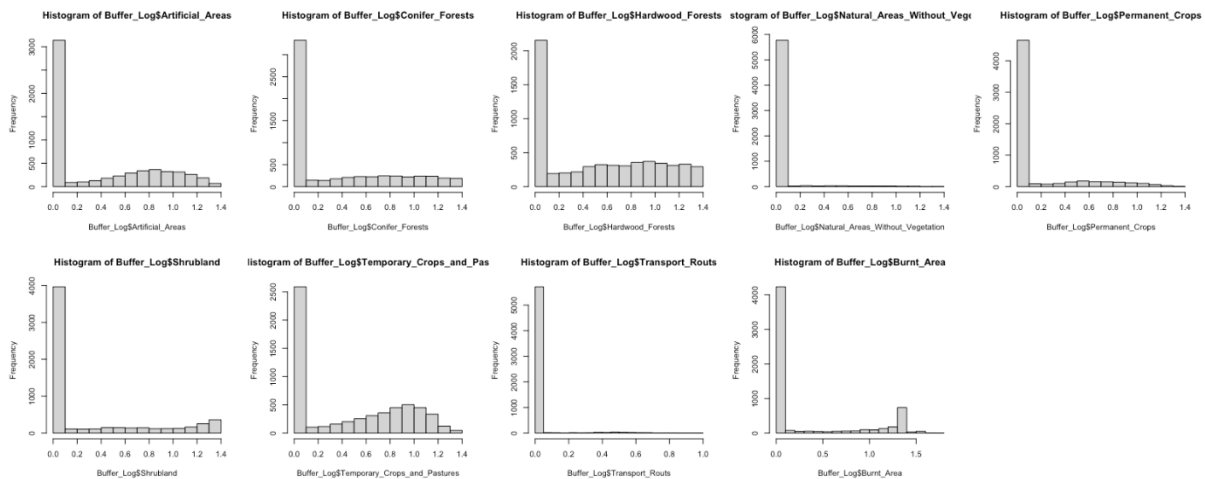 Histogram of Buffer_Log$Artificial_Areas
Frequency
0 500 1000 2000 3000
0.0 0.2 0.4 0.6 0.8 1.0 1.2 1.4
Buffer_Log$Artificial_Areas
Histogram of Buffer_Log$Conifer_Forests
Frequency
0 500 1500 2500
0.0 0.2 0.4 0.6 0.8 1.0 1.2 1.4
Buffer_Log$Conifer_Forests
Histogram of Buffer_Log$Hardwood_Forests
Frequency
0 500 1000 1500 2000
0.0 0.2 0.4 0.6 0.8 1.0 1.2 1.4
Buffer_Log$Hardwood_Forests
stogram of Buffer_Log$Natural_Areas_Without_Vege
Frequency
0 1000 2000 3000 4000 5000 6000
0.0 0.2 0.4 0.6 0.8 1.0 1.2 1.4
Buffer_Log$Natural_Areas_Without_Vegetation
Histogram of Buffer_Log$Permanent_Crops
Frequency
0 1000 2000 3000 4000
0.0 0.2 0.4 0.6 0.8 1.0 1.2 1.4
Buffer_Log$Permanent_Crops
Histogram of Buffer_Log$Shrubland
Frequency
0 1000 2000 3000 4000
0.0 0.2 0.4 0.6 0.8 1.0 1.2 1.4
Buffer_Log$Shrubland
listogram of Buffer_Log$Temporary_Crops_and_Pas
Frequency
0 500 1000 1500 2000 2500
0.0 0.2 0.4 0.6 0.8 1.0 1.2 1.4
Buffer_Log$Temporary_Crops_and_Pastures
Histogram of Buffer_Log$Transport_Routs
Frequency
0 1000 2000 3000 4000 5000
0.0 0.2 0.4 0.6 0.8 1.0
Buffer_Log$Transport_Routs
Histogram of Buffer_Log$Burnt_Area
Frequency
0 1000 2000 3000 4000
0.0 0.5 1.0 1.5
Buffer_Log$Burnt_Area